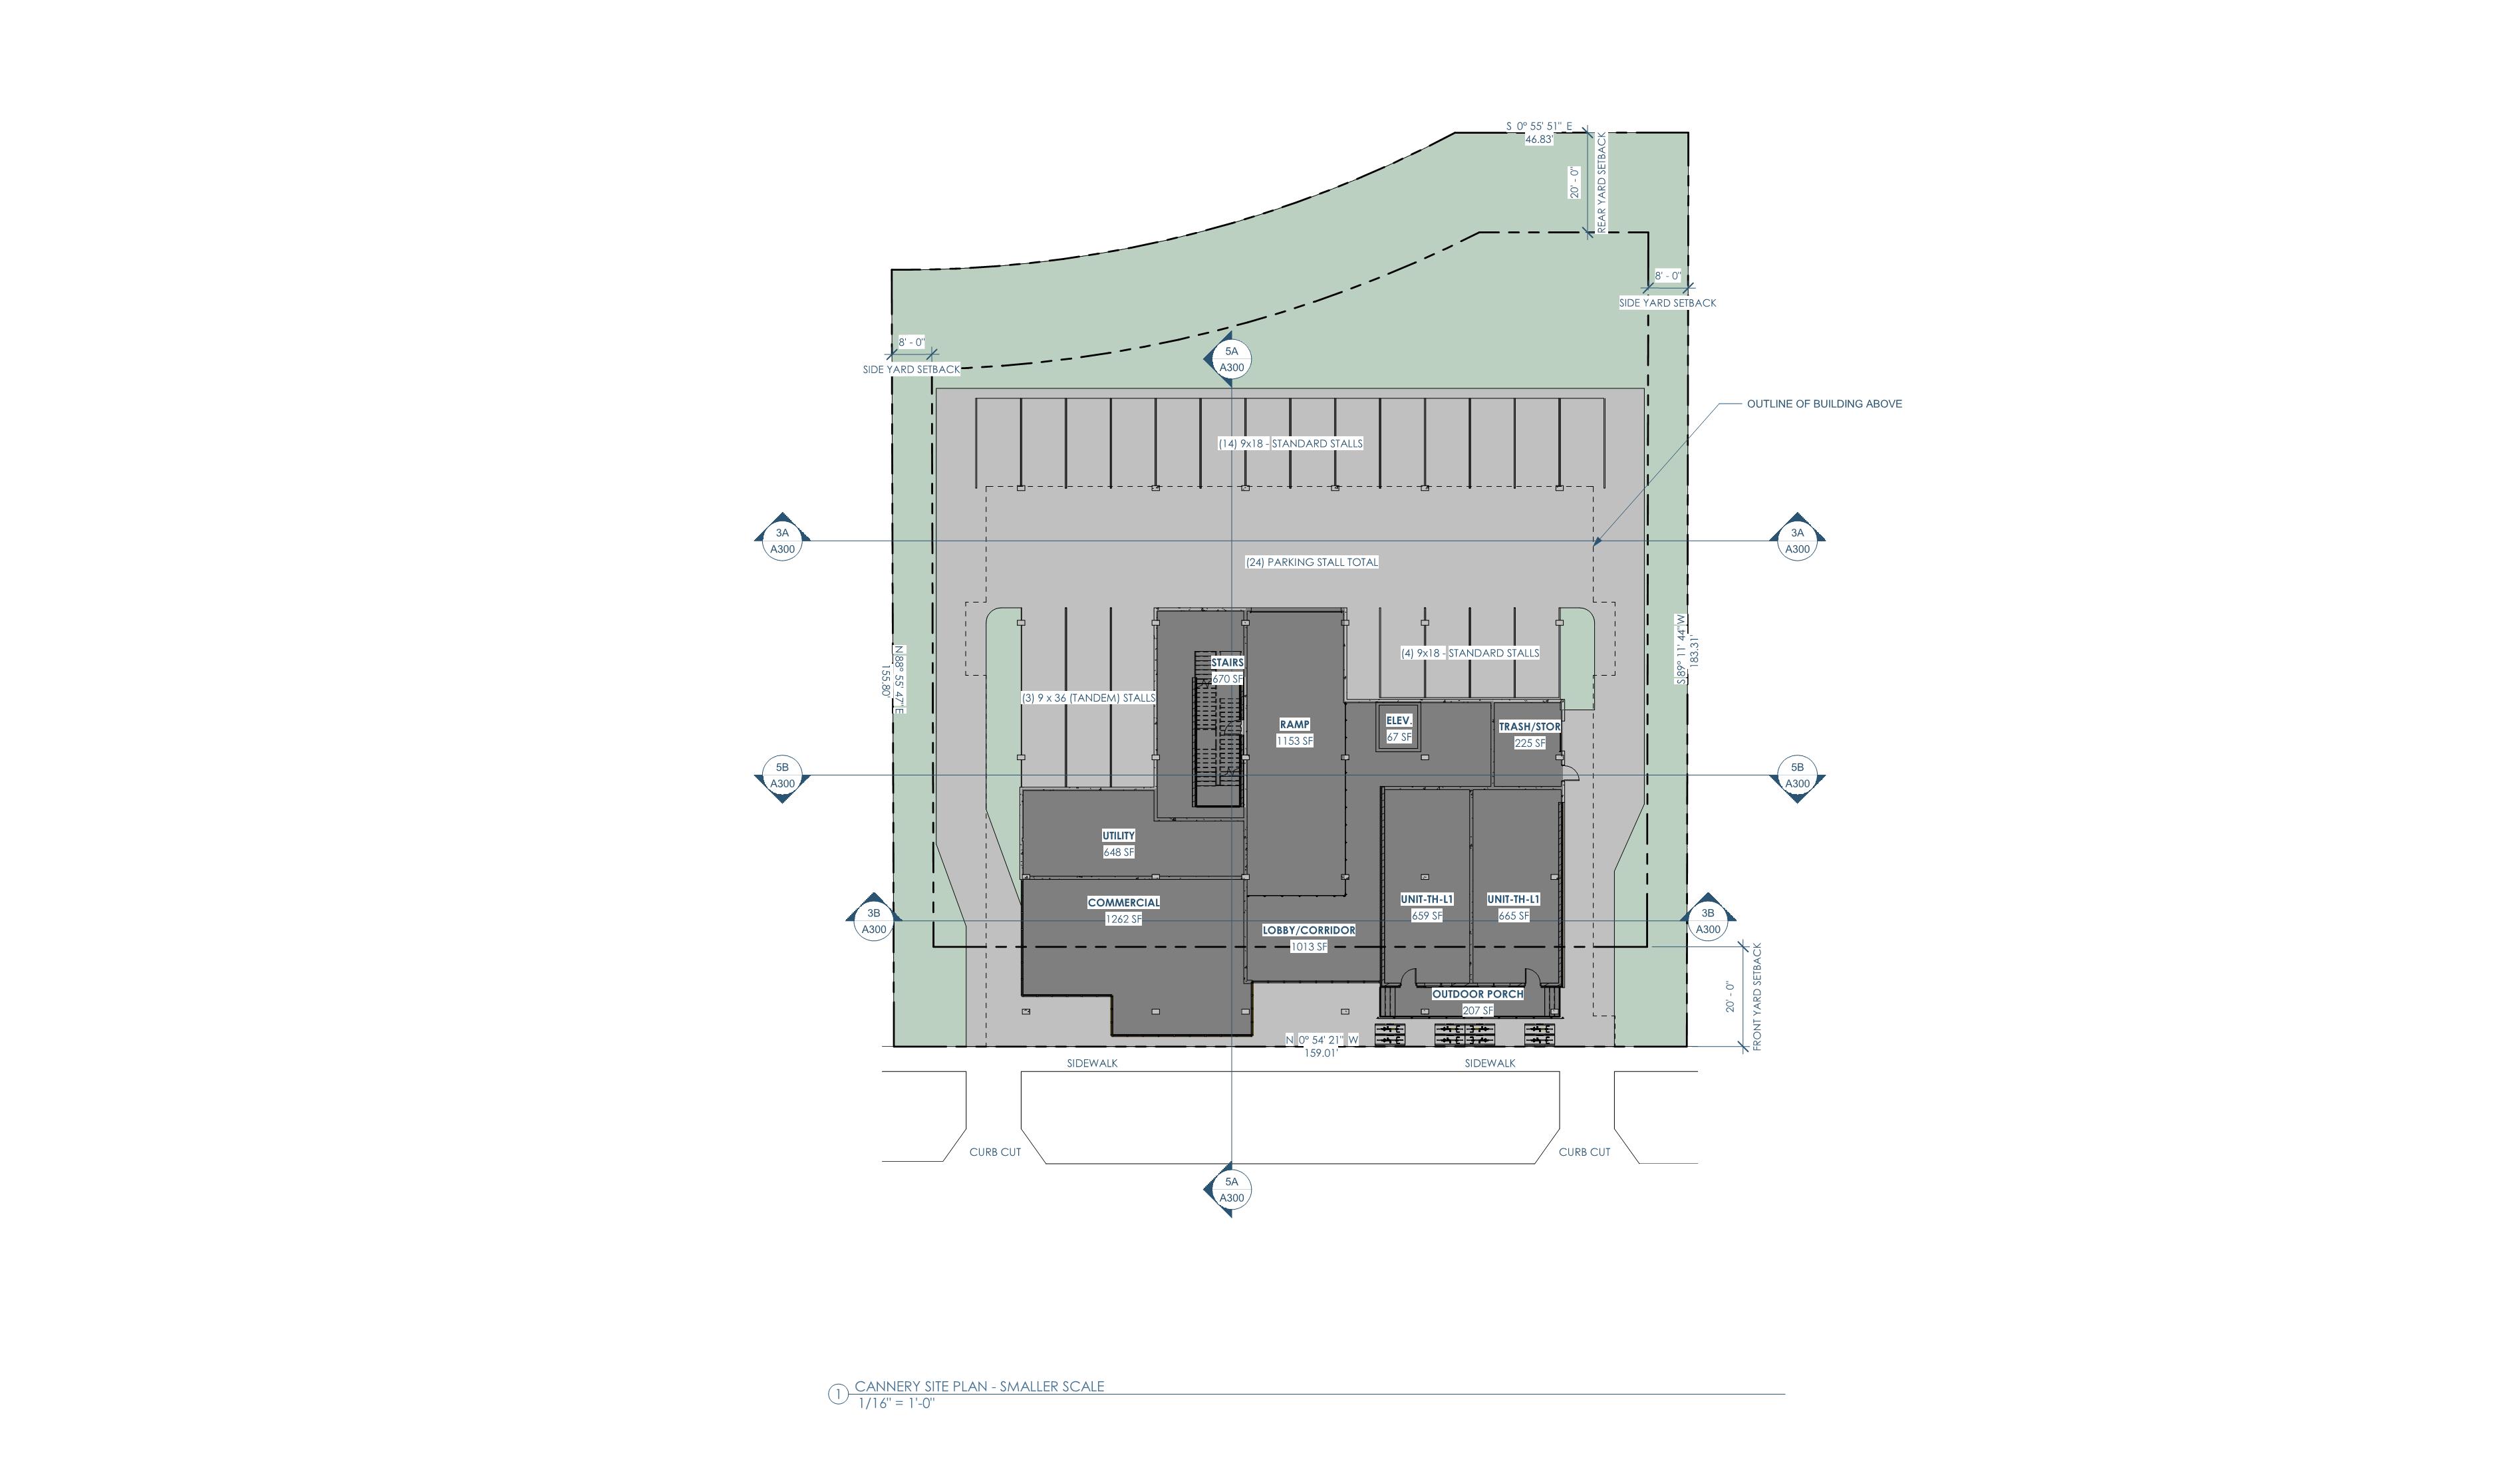 S 0° 55' 51" E
46.83'
20' - 0"
REAR YARD SETBACK
8' - 0"
SIDE YARD SETBACK
8' - 0"
SIDE YARD SETBACK
5A
A300
OUTLINE OF BUILDING ABOVE
(14) 9x18 - STANDARD STALLS
3A
A300
3A
A300
(24) PARKING STALL TOTAL
N 88° 55' 47" E
155.80'
S 89° 11' 44" W
183.31'
STAIRS
670 SF
(4) 9x18 - STANDARD STALLS
(3) 9 x 36 (TANDEM) STALLS
RAMP
1153 SF
ELEV.
67 SF
TRASH/STOR
225 SF
5B
A300
5B
A300
UTILITY
648 SF
COMMERCIAL
1262 SF
UNIT-TH-L1
659 SF
UNIT-TH-L1
665 SF
3B
A300
3B
A300
LOBBY/CORRIDOR
1013 SF
OUTDOOR PORCH
207 SF
20' - 0"
FRONT YARD SETBACK
N 0° 54' 21" W
159.01'
SIDEWALK
SIDEWALK
CURB CUT
CURB CUT
5A
A300
1
CANNERY SITE PLAN - SMALLER SCALE
1/16" = 1'-0"